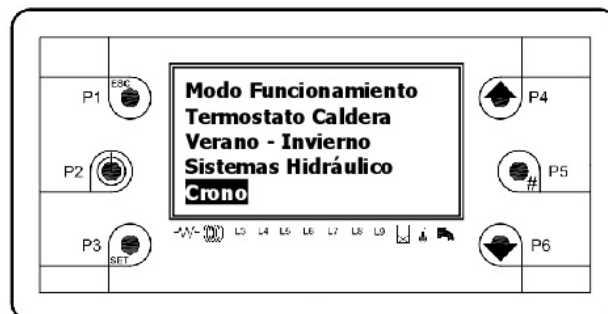 ESC
P1
P2
P3
SET
Modo Funcionamiento
Termostato Caldera
Verano - Invierno
Sistemas Hidráulico
Crono
L3 L4 L5 L6 L7 L8 L9
P4
P5
#
P6